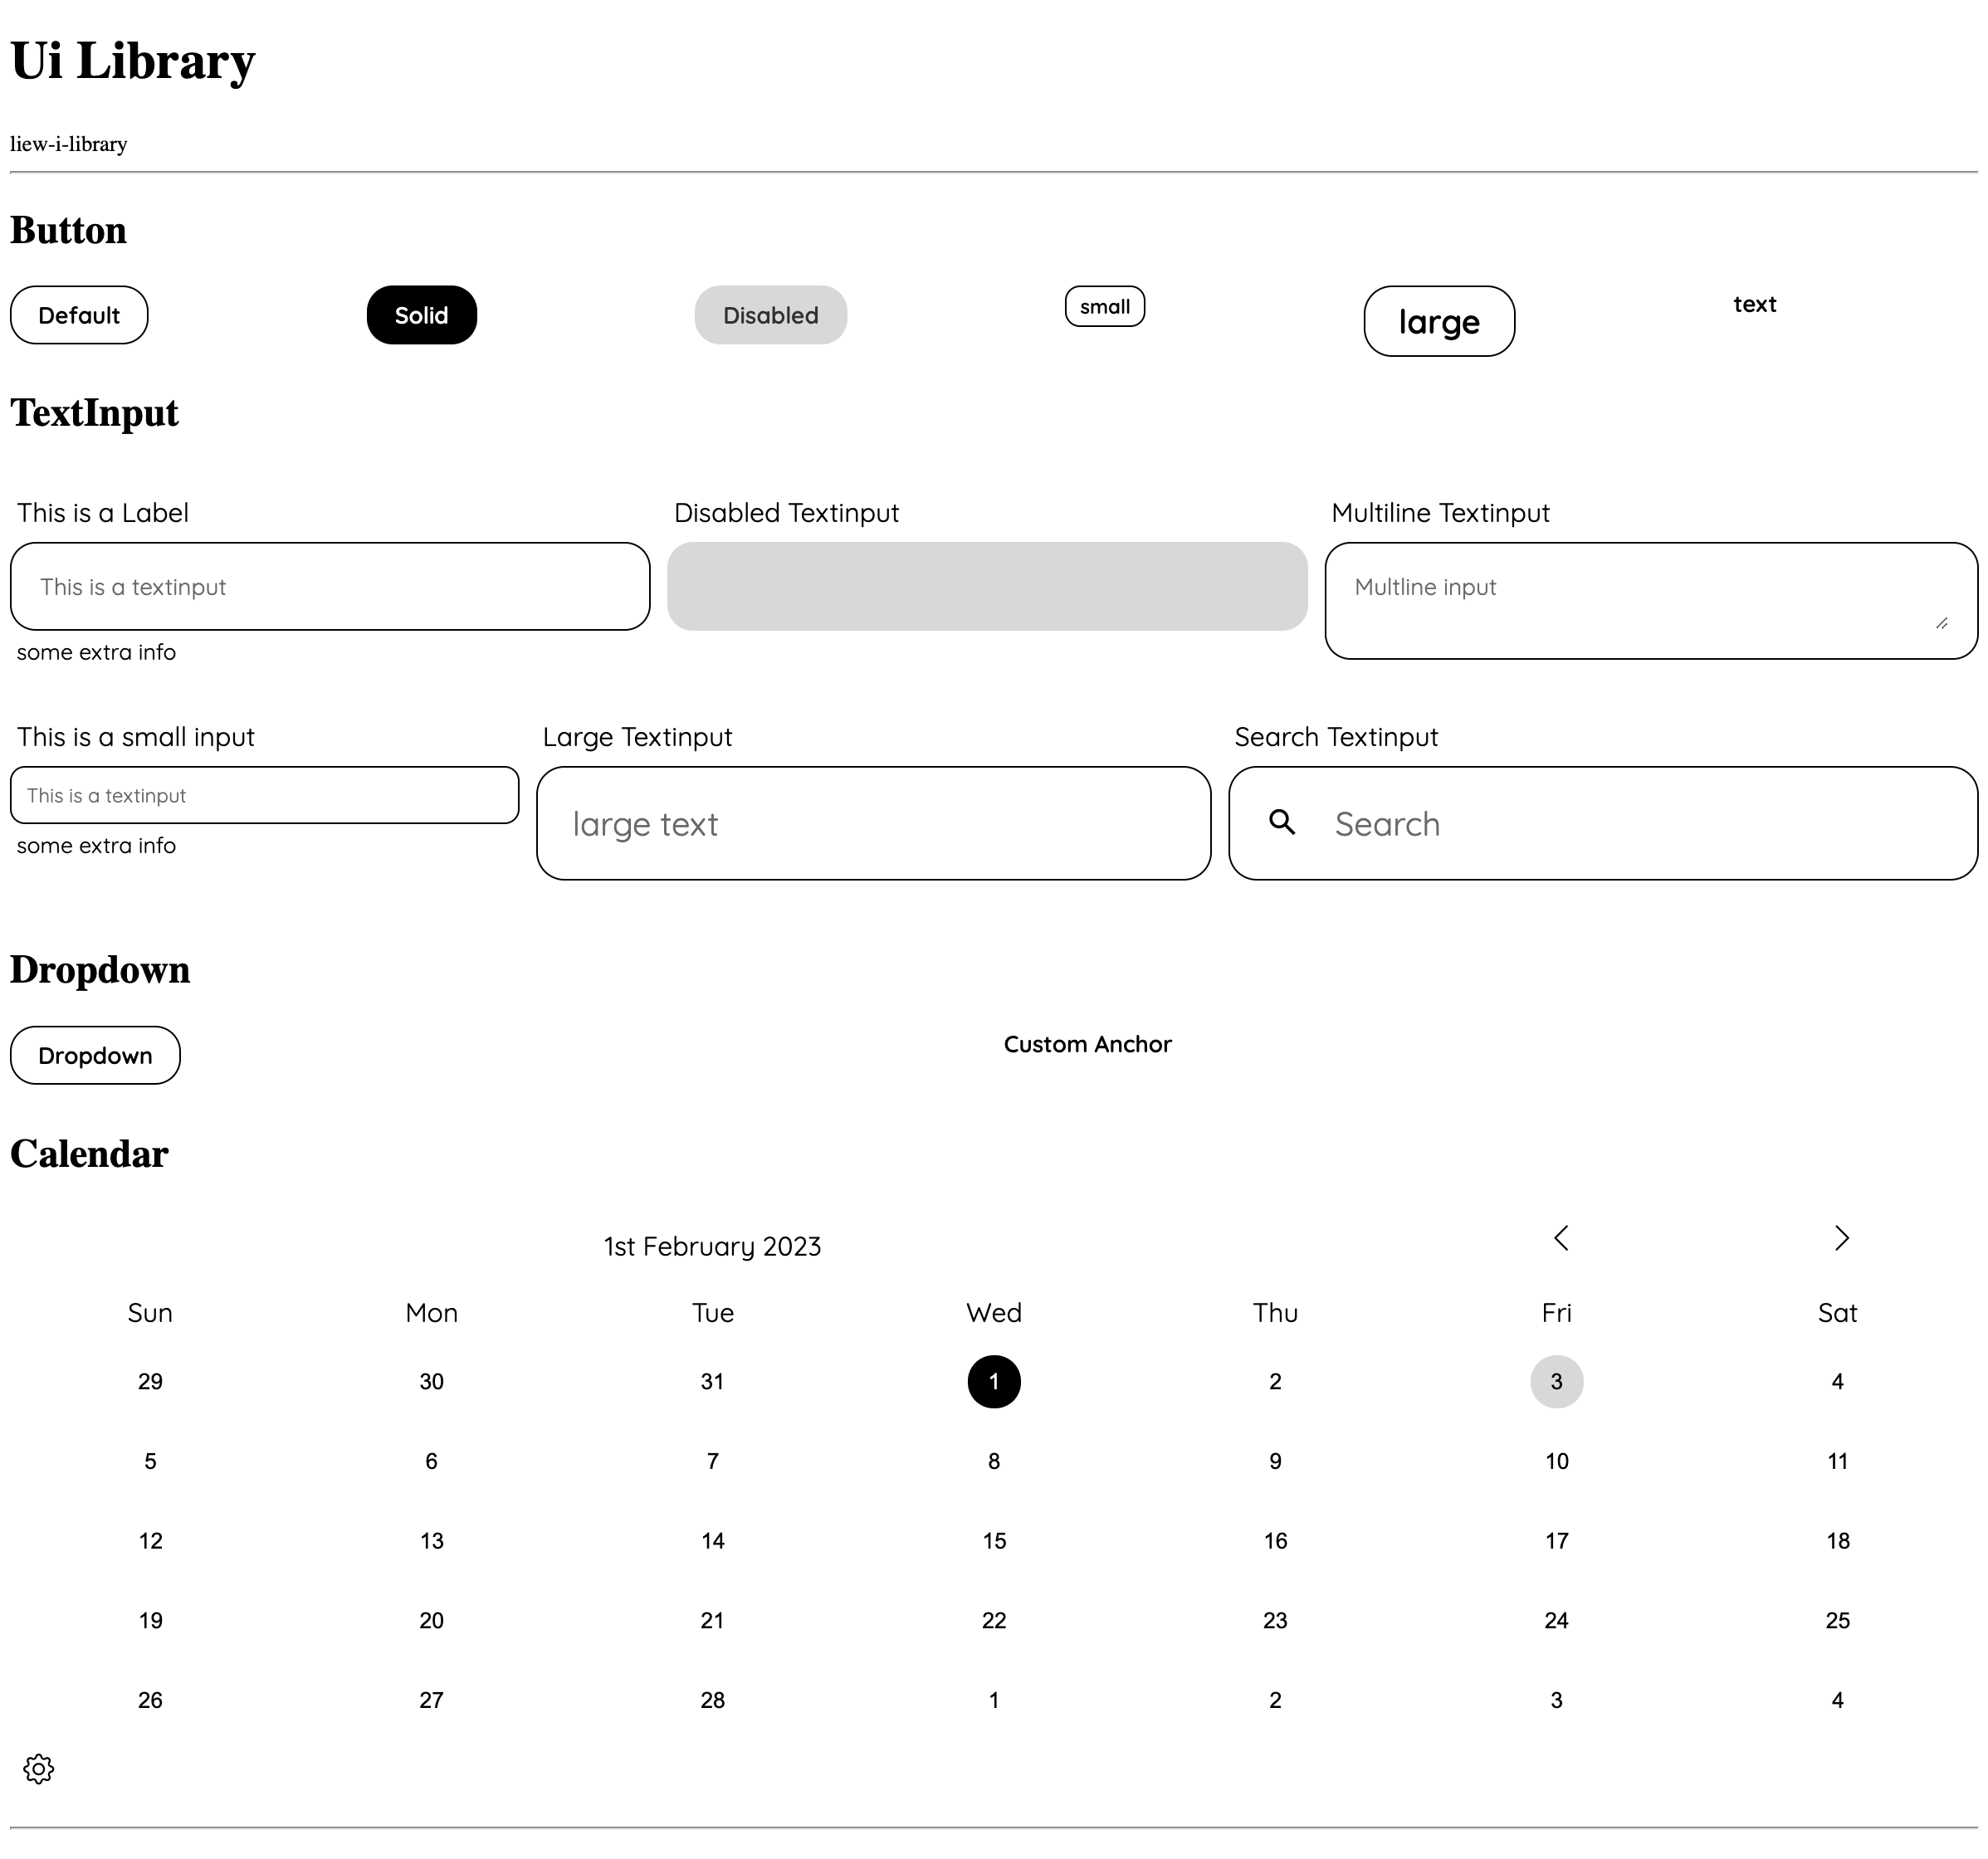 Ui Library
liew-i-library
Button
Default Solid Disabled small large text
TextInput
This is a Label Disabled Textinput Multiline Textinput
This is a textinput Multline input
some extra info
This is a small input Large Textinput Search Textinput
This is a textinput large text Search
some extra info
Dropdown
Dropdown Custom Anchor
Calendar
1st February 2023
Sun Mon Tue Wed Thu Fri Sat
29 30 31 1 2 3 4
5 6 7 8 9 10 11
12 13 14 15 16 17 18
19 20 21 22 23 24 25
26 27 28 1 2 3 4